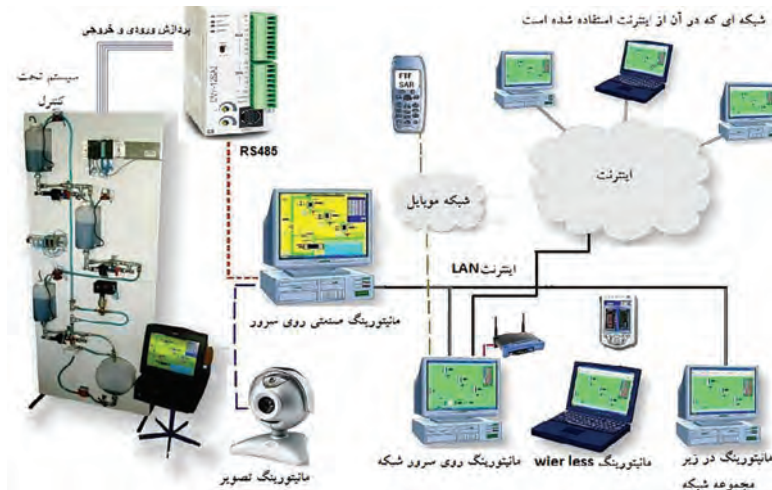 شبکه ای که در آن از اینترنت استفاده شده است
پردازش ورودی و خروجی
سیستم تحت
کنترل
RS485
FTF
SAR
شبکه موبایل
اینترنت
اینترنت LAN
مانیتورینگ صنعتی روی سرور
مانیتورینگ تصویر
مانیتورینگ روی سرور شبکه
مانیتورینگ wier less
مانیتورینگ در زیر
مجموعه شبکه